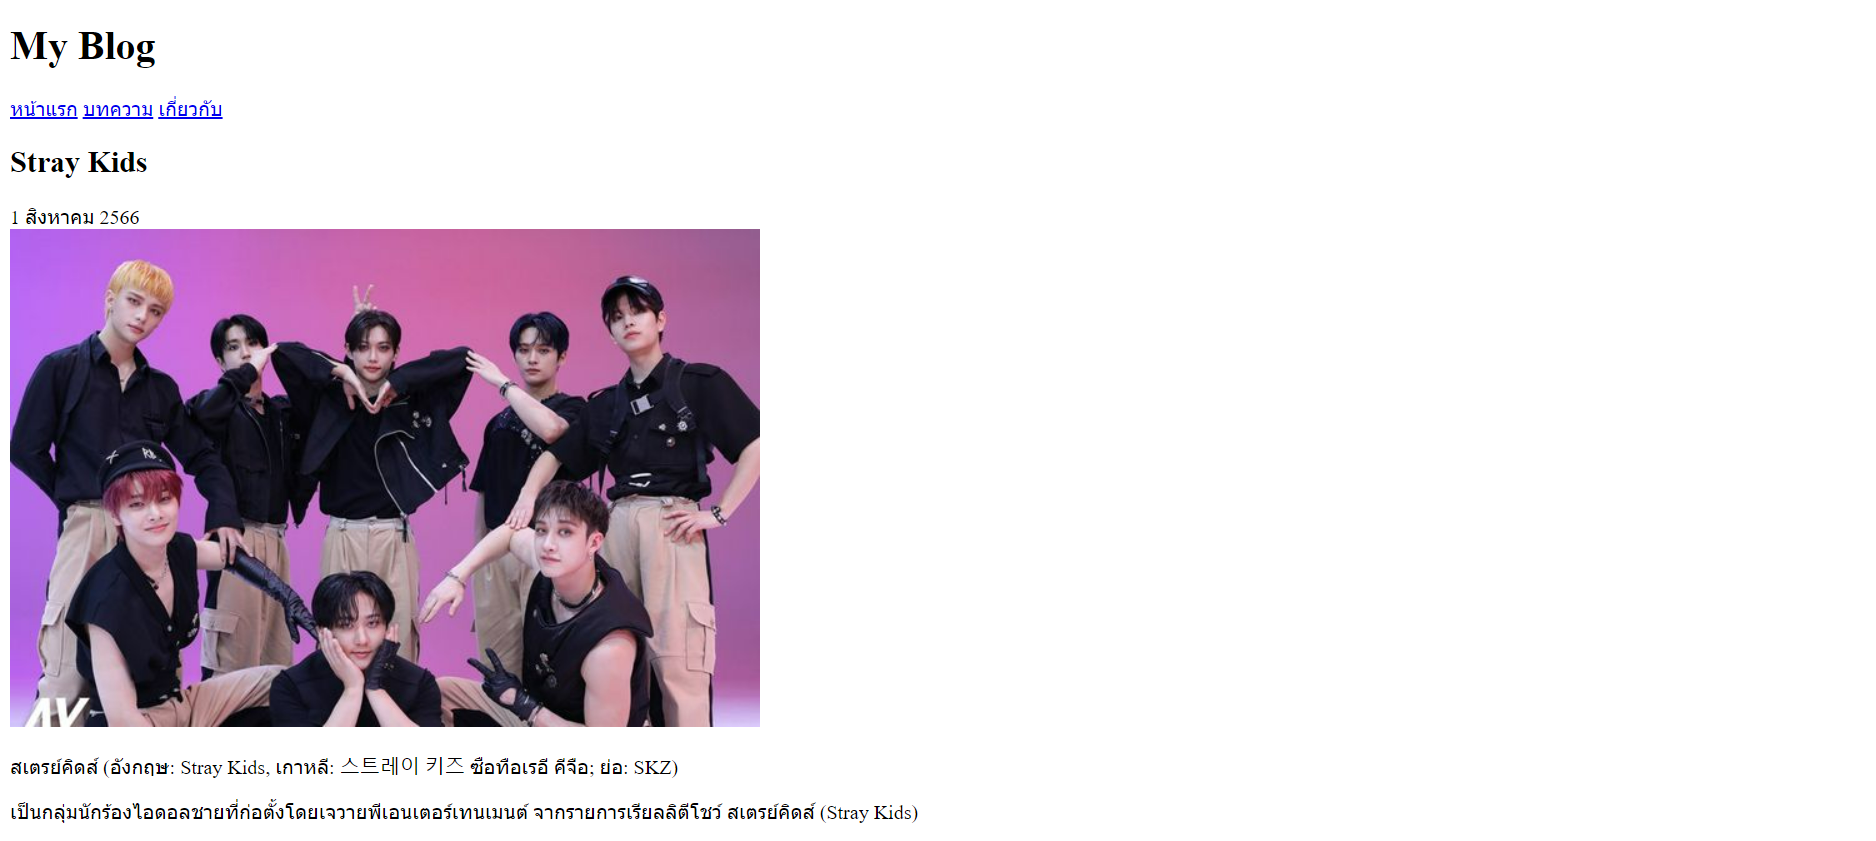 My Blog
หน้าแรก บทความ เกี่ยวกับ
Stray Kids
1 สิงหาคม 2566
สเตรย์คิดส์ (อังกฤษ: Stray Kids, เกาหลี: 스트레이 키즈 ซือทือเรอี คีจือ; ย่อ: SKZ)
เป็นกลุ่มนักร้องไอดอลชายที่ก่อตั้งโดยเจวายพีเอนเตอร์เทนเมนต์ จากรายการเรียลลิตีโชว์ สเตรย์คิดส์ (Stray Kids)